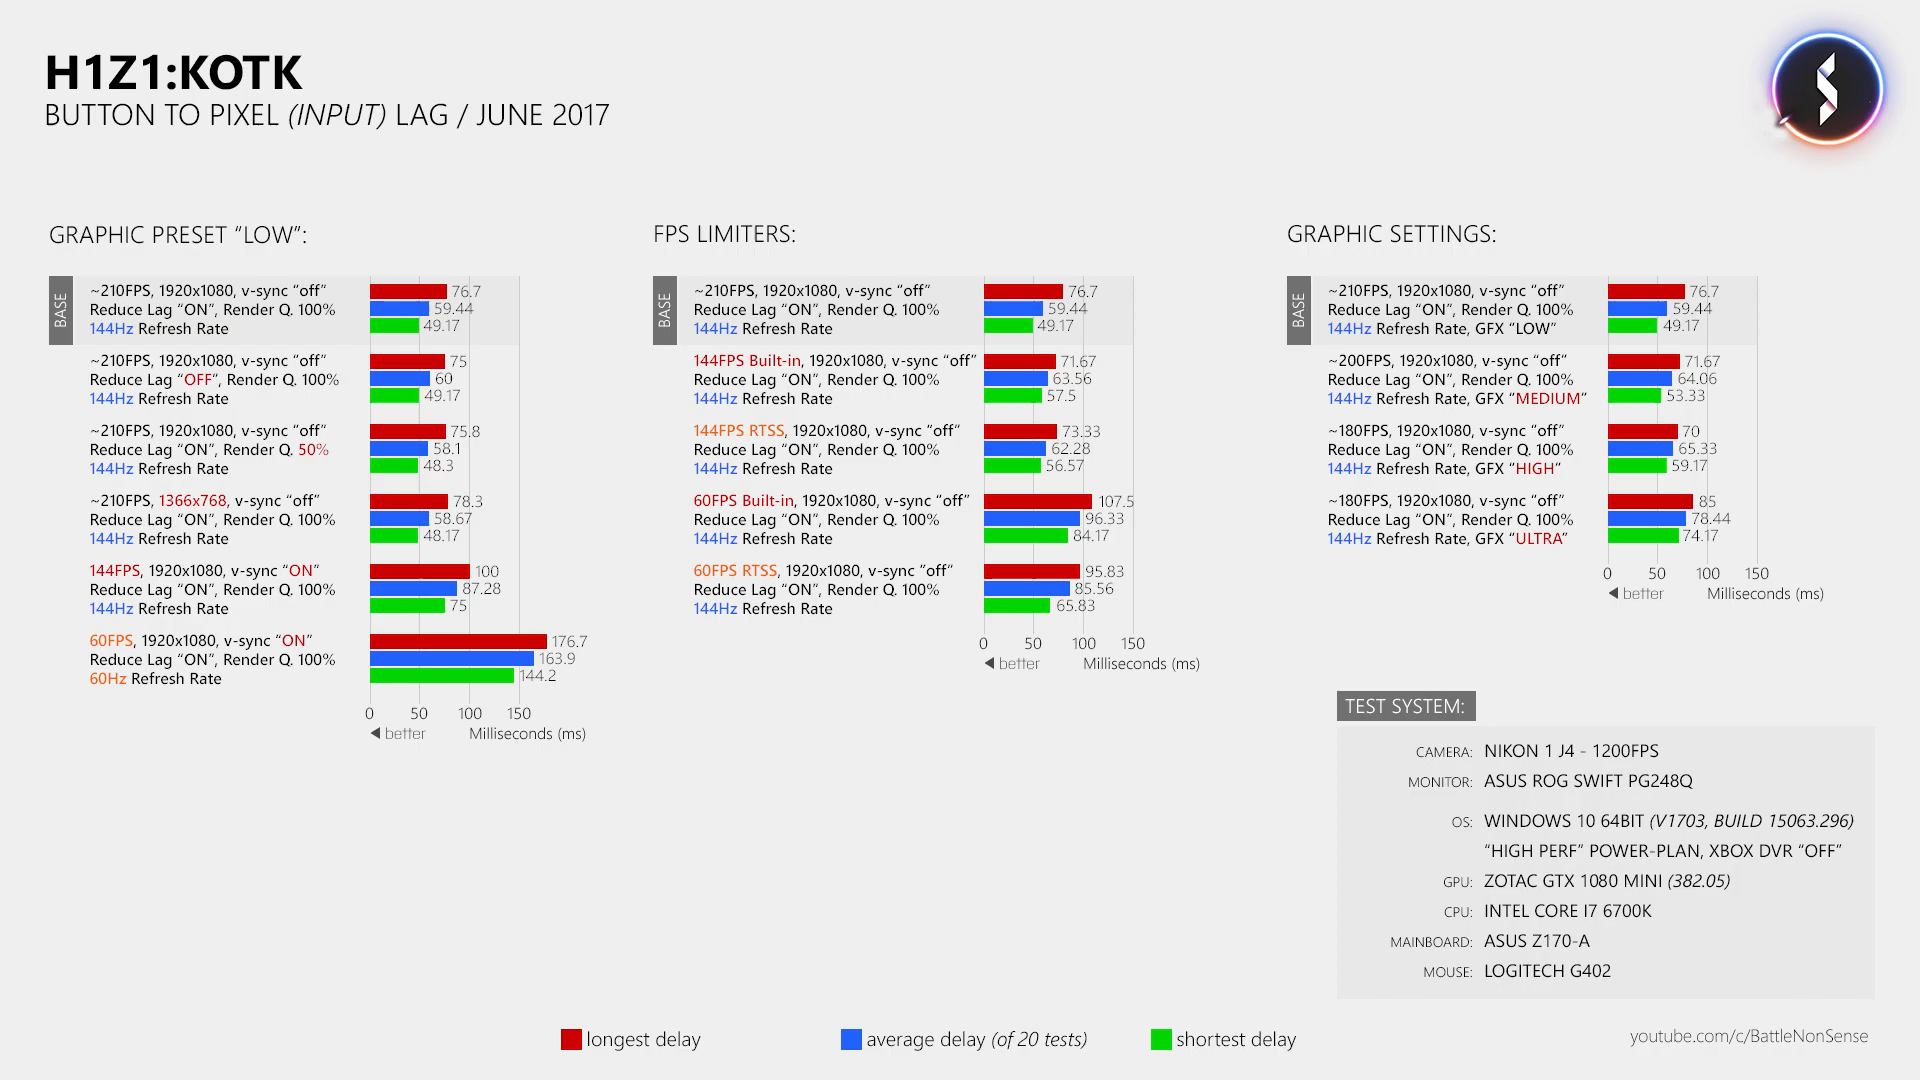 H1Z1:KOTK
BUTTON TO PIXEL (INPUT) LAG / JUNE 2017
GRAPHIC PRESET “LOW”:
BASE
~210FPS, 1920x1080, v-sync “off”
Reduce Lag “ON”, Render Q. 100%
144Hz Refresh Rate
76.7
59.44
49.17
~210FPS, 1920x1080, v-sync “off”
Reduce Lag “OFF”, Render Q. 100%
144Hz Refresh Rate
75
60
49.17
~210FPS, 1920x1080, v-sync “off”
Reduce Lag “ON”, Render Q. 50%
144Hz Refresh Rate
75.8
58.1
48.3
~210FPS, 1366x768, v-sync “off”
Reduce Lag “ON”, Render Q. 100%
144Hz Refresh Rate
78.3
58.67
48.17
144FPS, 1920x1080, v-sync “ON”
Reduce Lag “ON”, Render Q. 100%
144Hz Refresh Rate
100
87.28
75
60FPS, 1920x1080, v-sync “ON”
Reduce Lag “ON”, Render Q. 100%
60Hz Refresh Rate
176.7
163.9
144.2
0 50 100 150
◀ better Milliseconds (ms)
FPS LIMITERS:
BASE
~210FPS, 1920x1080, v-sync “off”
Reduce Lag “ON”, Render Q. 100%
144Hz Refresh Rate
76.7
59.44
49.17
144FPS Built-in, 1920x1080, v-sync “off”
Reduce Lag “ON”, Render Q. 100%
144Hz Refresh Rate
71.67
63.56
57.5
144FPS RTSS, 1920x1080, v-sync “off”
Reduce Lag “ON”, Render Q. 100%
144Hz Refresh Rate
73.33
62.28
56.57
60FPS Built-in, 1920x1080, v-sync “off”
Reduce Lag “ON”, Render Q. 100%
144Hz Refresh Rate
107.5
96.33
84.17
60FPS RTSS, 1920x1080, v-sync “off”
Reduce Lag “ON”, Render Q. 100%
144Hz Refresh Rate
95.83
85.56
65.83
0 50 100 150
◀ better Milliseconds (ms)
GRAPHIC SETTINGS:
BASE
~210FPS, 1920x1080, v-sync “off”
Reduce Lag “ON”, Render Q. 100%
144Hz Refresh Rate, GFX “LOW”
76.7
59.44
49.17
~200FPS, 1920x1080, v-sync “off”
Reduce Lag “ON”, Render Q. 100%
144Hz Refresh Rate, GFX “MEDIUM”
71.67
64.06
53.33
~180FPS, 1920x1080, v-sync “off”
Reduce Lag “ON”, Render Q. 100%
144Hz Refresh Rate, GFX “HIGH”
70
65.33
59.17
~180FPS, 1920x1080, v-sync “off”
Reduce Lag “ON”, Render Q. 100%
144Hz Refresh Rate, GFX “ULTRA”
85
78.44
74.17
0 50 100 150
◀ better Milliseconds (ms)
TEST SYSTEM:
CAMERA: NIKON 1 J4 - 1200FPS
MONITOR: ASUS ROG SWIFT PG248Q
OS: WINDOWS 10 64BIT (V1703, BUILD 15063.296)
“HIGH PERF” POWER-PLAN, XBOX DVR “OFF”
GPU: ZOTAC GTX 1080 MINI (382.05)
CPU: INTEL CORE I7 6700K
MAINBOARD: ASUS Z170-A
MOUSE: LOGITECH G402
longest delay
average delay (of 20 tests)
shortest delay
youtube.com/c/BattleNonSense